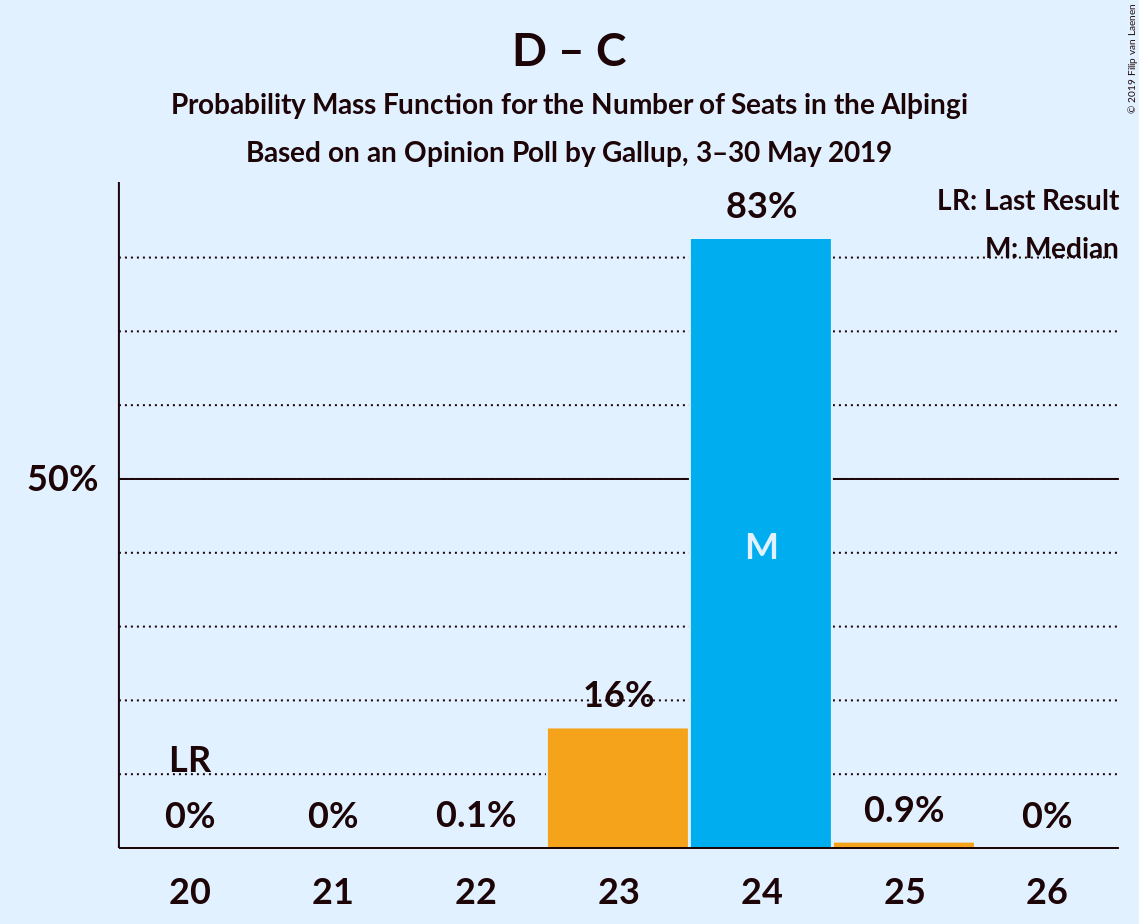 D – C
Probability Mass Function for the Number of Seats in the Alþingi
Based on an Opinion Poll by Gallup, 3–30 May 2019
© 2019 Filip van Laenen
LR: Last Result
M: Median
83%
50%
M
16%
LR
0%
0%
0.1%
0.9%
0%
20 21 22 23 24 25 26